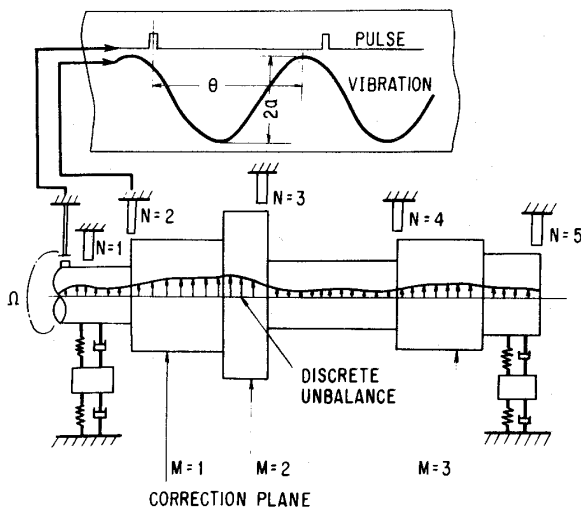 PULSE
θ
VIBRATION
2a
N=1
N=2
N=3
N=4
N=5
Ω
DISCRETE
UNBALANCE
M=1
M=2
M=3
CORRECTION PLANE